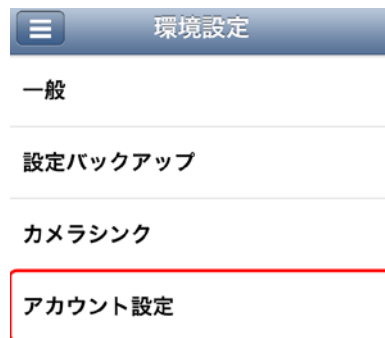 環境設定
一般
設定バックアップ
カメラシンク
アカウント設定